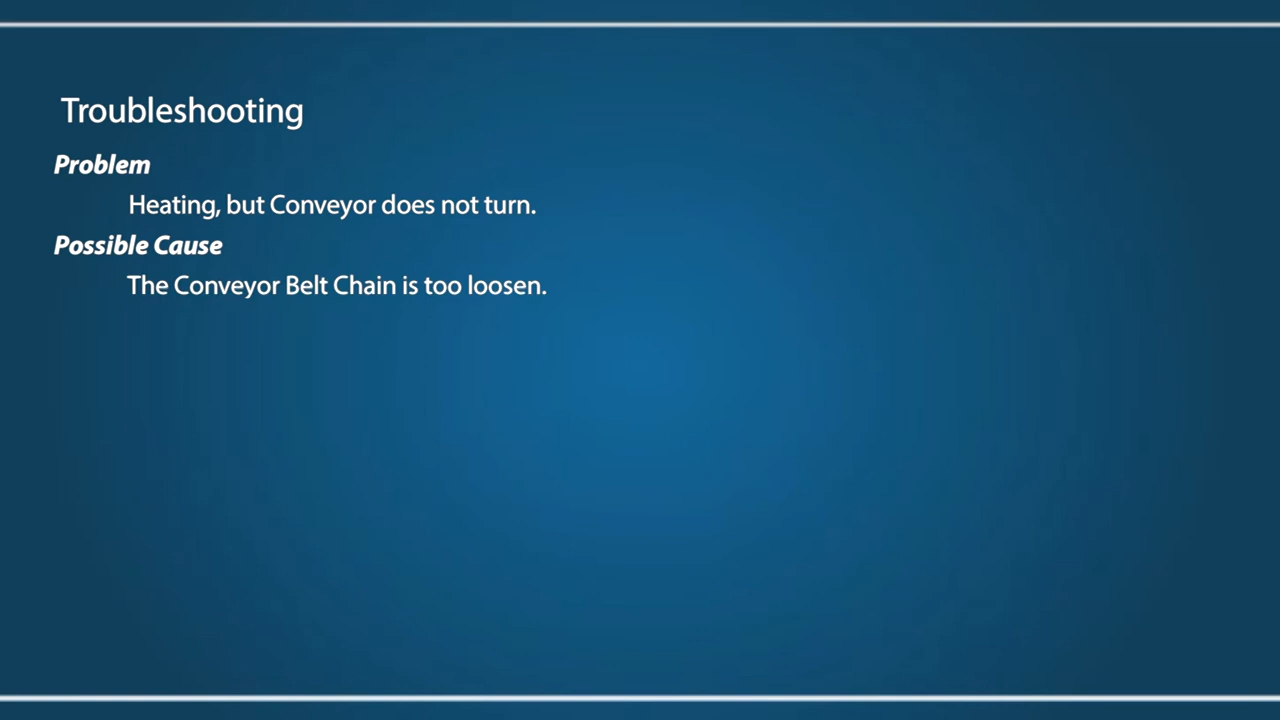 Troubleshooting
Problem
Heating, but Conveyor does not turn.
Possible Cause
The Conveyor Belt Chain is too loosen.